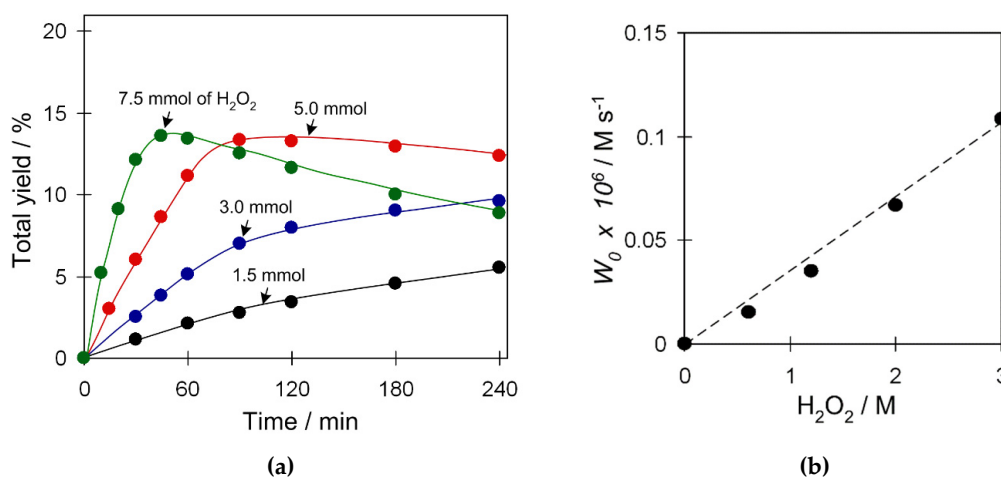 (a)
Total yield / %
20
15
10
5
0
7.5 mmol of H₂O₂
5.0 mmol
3.0 mmol
1.5 mmol
0 60 120 180 240
Time / min
(b)
W₀ x 10⁶ / M s⁻¹
0.15
0.1
0.05
0
0 1 2 3
H₂O₂ / M